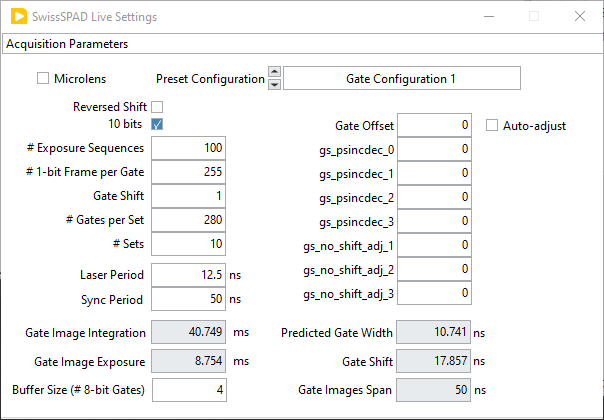 SwissSPAD Live Settings
Acquisition Parameters
Microlens
Preset Configuration Gate Configuration 1
Reversed Shift
10 bits
Gate Offset 0 Auto-adjust
# Exposure Sequences 100
gs_psincdec_0 0
# 1-bit Frame per Gate 255
gs_psincdec_1 0
Gate Shift 1
gs_psincdec_2 0
# Gates per Set 280
gs_psincdec_3 0
# Sets 10
gs_no_shift_adj_1 0
Laser Period 12.5 ns
gs_no_shift_adj_2 0
Sync Period 50 ns
gs_no_shift_adj_3 0
Gate Image Integration 40.749 ms
Predicted Gate Width 10.741 ns
Gate Image Exposure 8.754 ms
Gate Shift 17.857 ns
Buffer Size (# 8-bit Gates) 4
Gate Images Span 50 ns